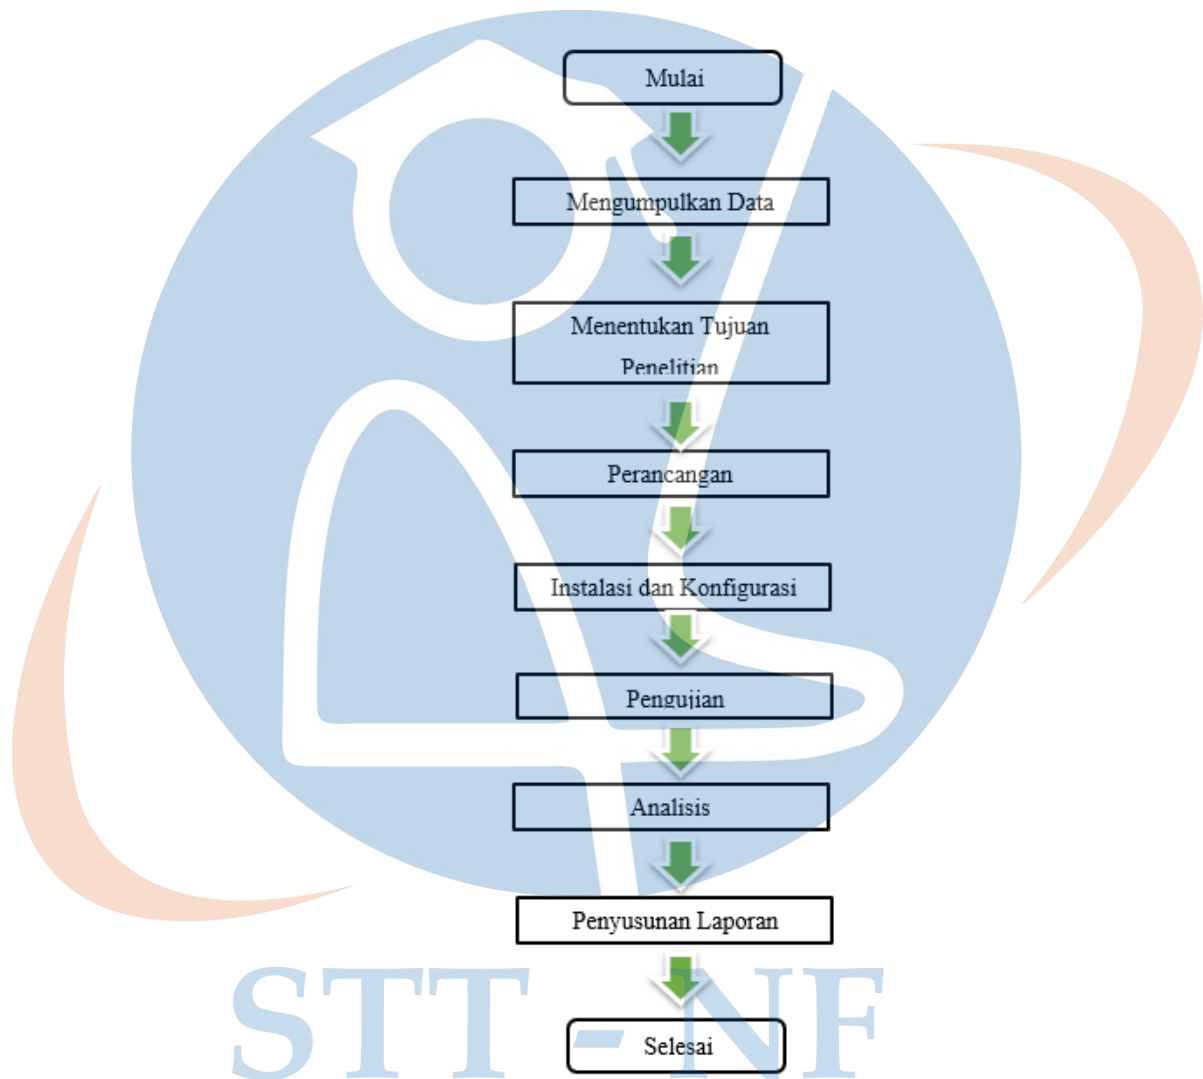 Mulai
Mengumpulkan Data
Menentukan Tujuan
Penelitian
Perancangan
Instalasi dan Konfigurasi
Pengujian
Analisis
Penyusunan Laporan
STT - NF
Selesai